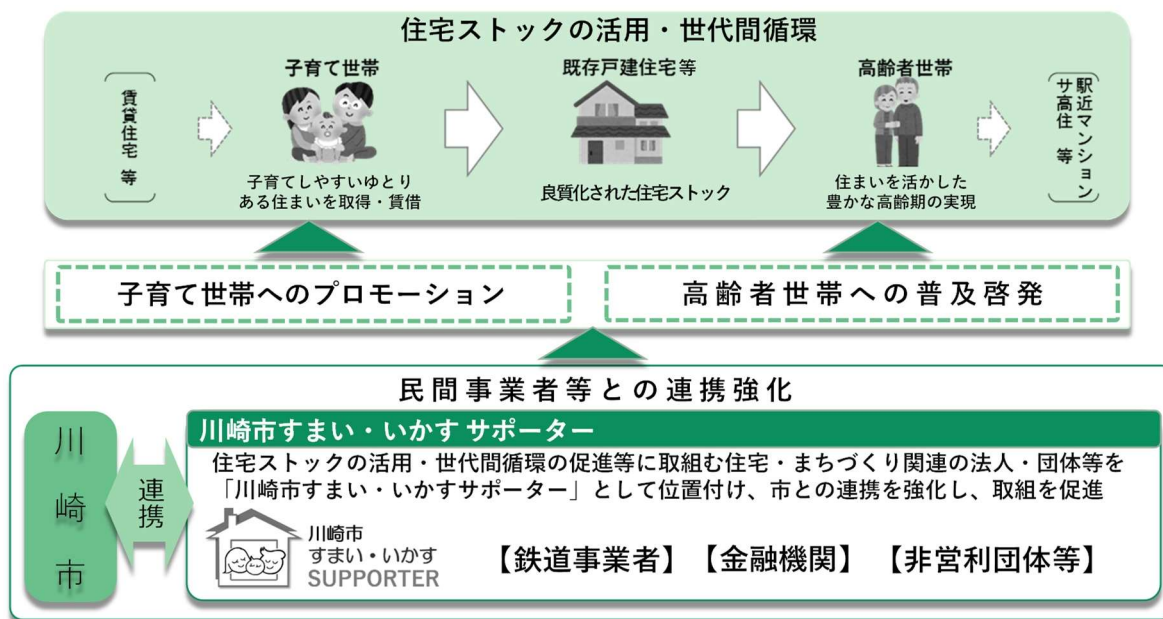 住宅ストックの活用・世代間循環
賃貸住宅 等
子育て世帯
子育てしやすいゆとり
ある住まいを取得・賃借
既存戸建住宅等
良質化された住宅ストック
高齢者世帯
住まいを活かした
豊かな高齢期の実現
駅近マンション
サ高住 等
子育て世帯へのプロモーション
高齢者世帯への普及啓発
民間事業者等との連携強化
川崎市
連携
川崎市すまい・いかす サポーター
住宅ストックの活用・世代間循環の促進等に取組む住宅・まちづくり関連の法人・団体等を
「川崎市すまい・いかすサポーター」として位置付け、市との連携を強化し、取組を促進
川崎市
すまい・いかす
SUPPORTER
【鉄道事業者】【金融機関】【非営利団体等】